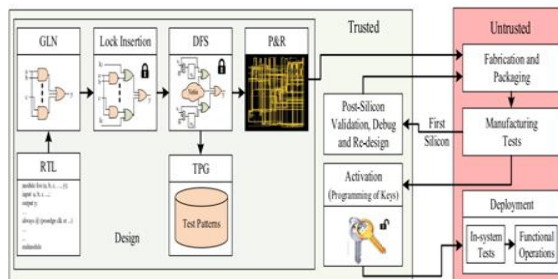 Trusted
Untrusted
GLN
Lock Insertion
DFS
P&R
RTL
TPG
Test Patterns
Design
Post-Silicon
Validation, Debug
and Re-design
First
Silicon
Activation
(Programming of Keys)
Fabrication and
Packaging
Manufacturing
Tests
Deployment
In-system
Tests
Functional
Operations